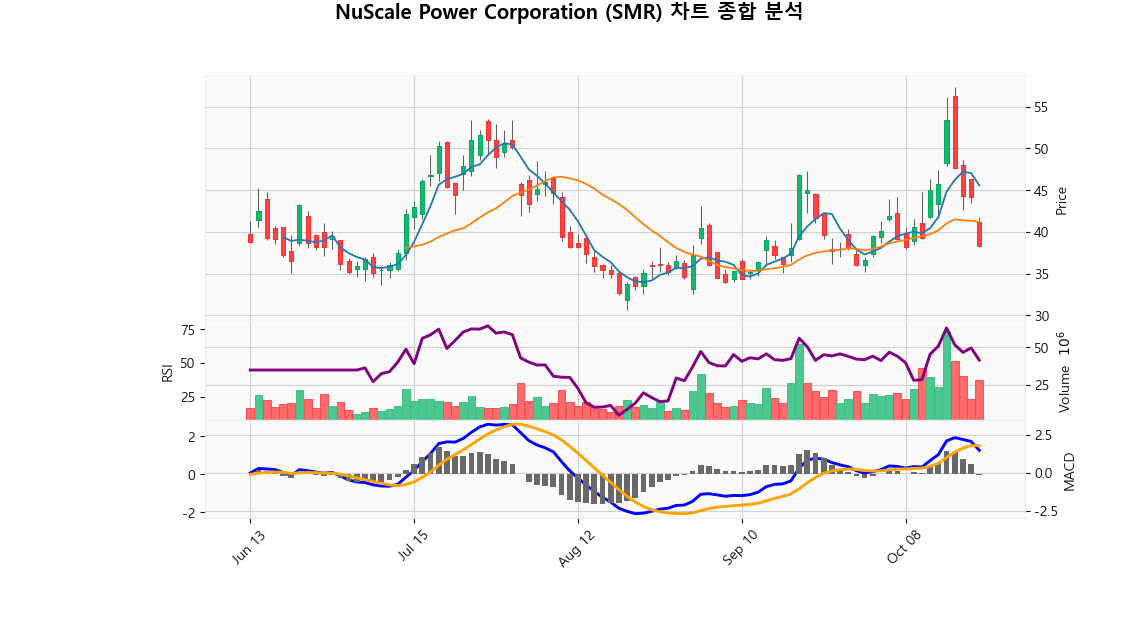 NuScale Power Corporation (SMR) 차트 종합 분석
55
50
45
40
35
30
Price
75
50
25
RSI
50
25
Volume 10^6
2
0
-2
2.5
0.0
-2.5
MACD
Jun 13
Jul 15
Aug 12
Sep 10
Oct 08